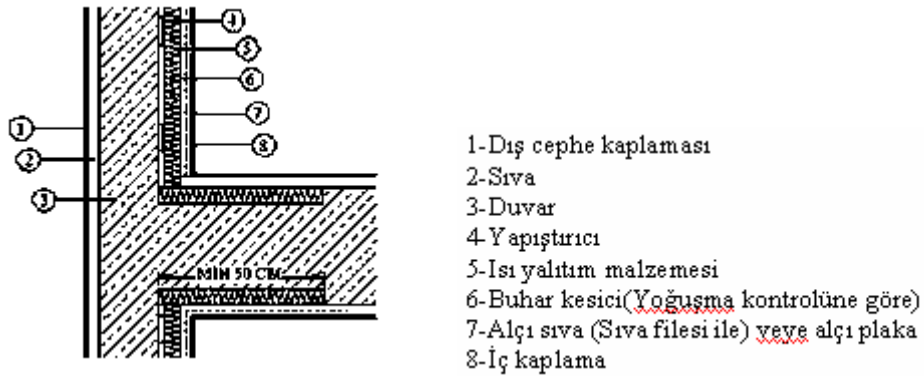 4
5
6
7
1
8
2
3
MİN 50 CM.
1-Dış cephe kaplaması
2-Sıva
3-Duvar
4-Yapıştırıcı
5-Isı yalıtım malzemesi
6-Buhar kesici(Yoğuşma kontrolüne göre)
7-Alçı sıva (Sıva filesi ile) veye alçı plaka
8-İç kaplama